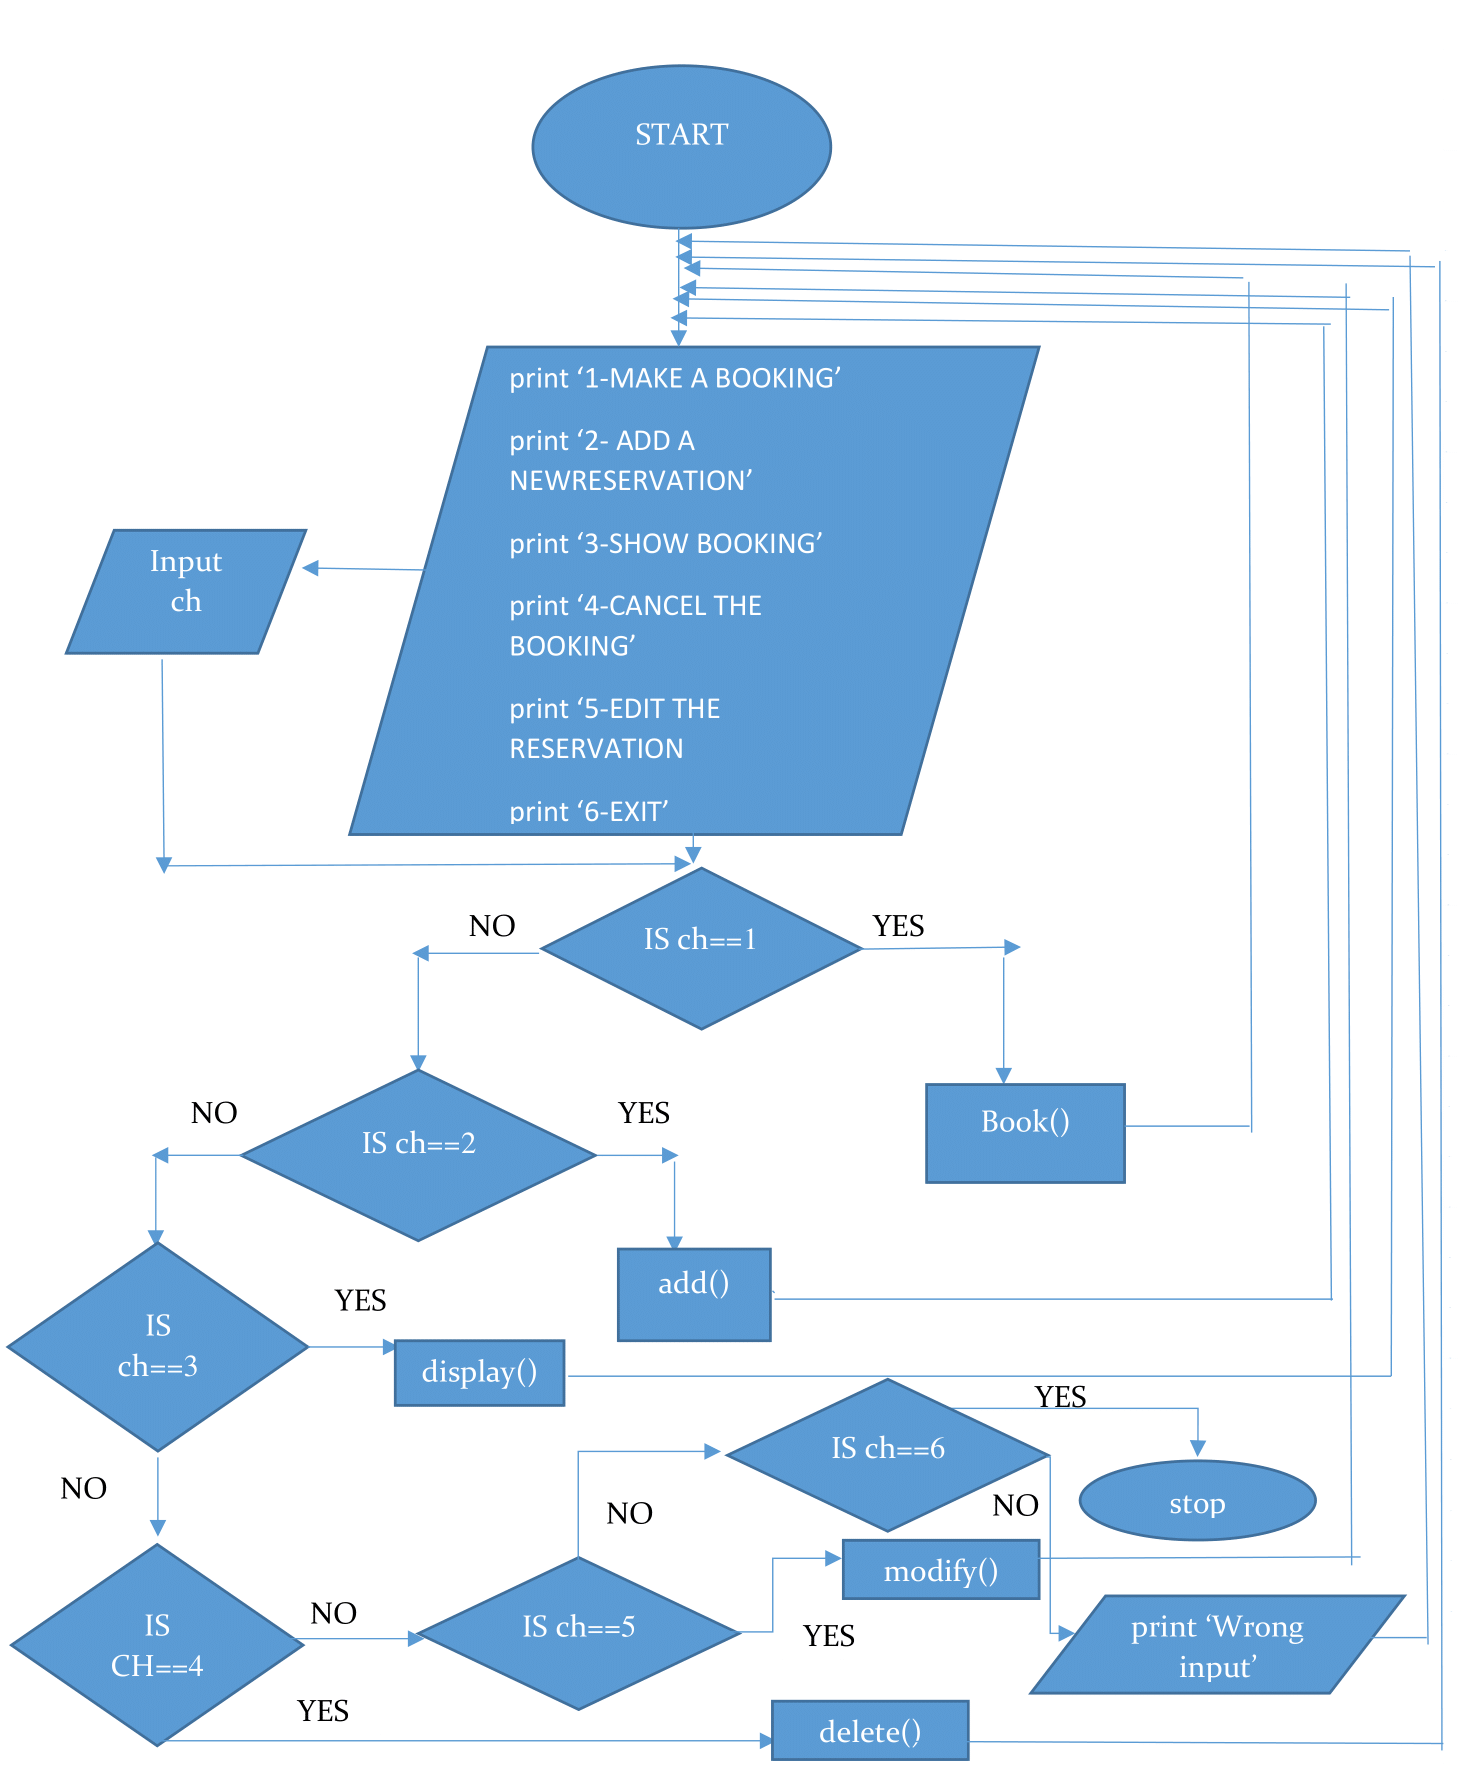 START
print ‘1-MAKE A BOOKING’
print ‘2- ADD A
NEWRESERVATION’
print ‘3-SHOW BOOKING’
print ‘4-CANCEL THE
BOOKING’
print ‘5-EDIT THE
RESERVATION
print ‘6-EXIT’
Input
ch
NO
IS ch==1
YES
NO
IS ch==2
YES
Book()
add()
IS
ch==3
YES
display()
NO
IS ch==6
YES
NO
stop
IS
CH==4
NO
NO
IS ch==5
YES
modify()
print ‘Wrong
input’
YES
delete()